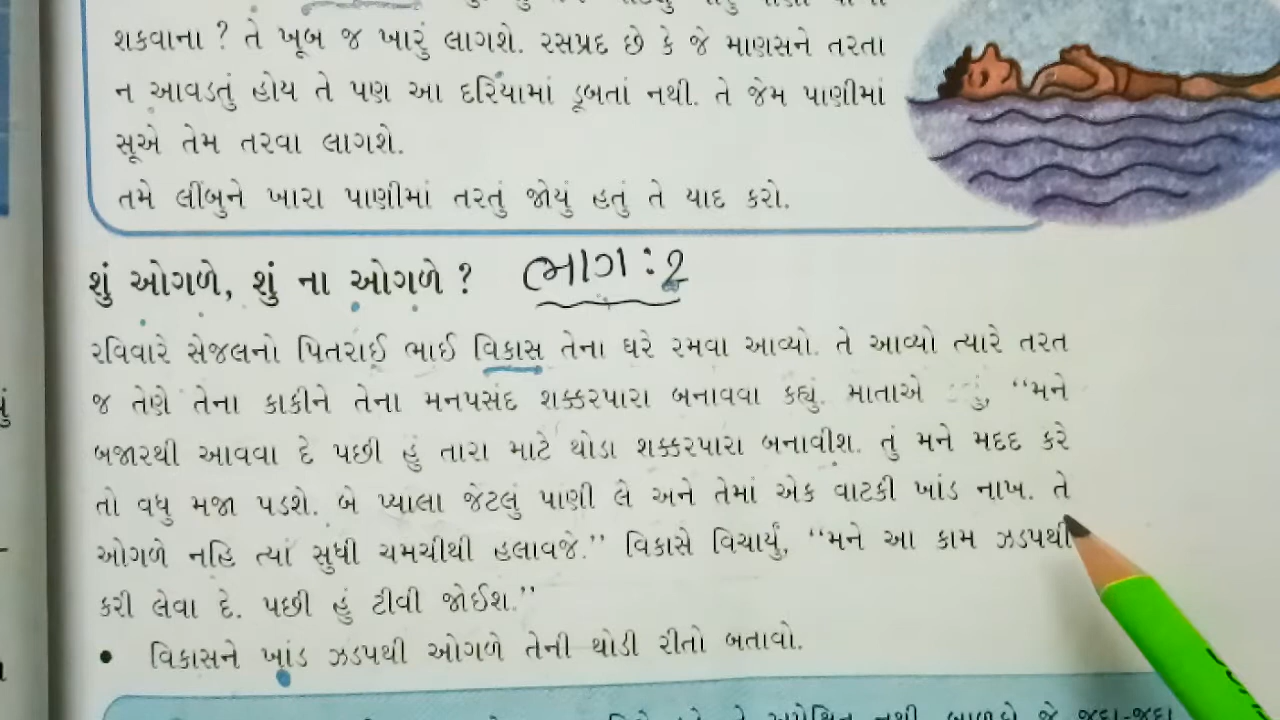 શકવાના ? તે ખૂબ જ ખારું લાગશે. રસપ્રદ છે કે જે માણસને તરતા
ન આવડતું હોય તે પણ આ દરિયામાં ડૂબતાં નથી. તે જેમ પાણીમાં
સૂએ તેમ તરવા લાગશે.
તમે લીંબુને ખારા પાણીમાં તરતું જોયું હતું તે યાદ કરો.
શું ઓગળે, શું ના ઓગળે ? ભાગ : 2
રવિવારે સેજલનો પિતરાઈ ભાઈ વિકાસ તેના ઘરે રમવા આવ્યો. તે આવ્યો ત્યારે તરત
જ તેણે તેના કાકીને તેના મનપસંદ શક્કરપારા બનાવવા કહ્યું. માતાએ “મને
બજારથી આવવા દે પછી હું તારા માટે થોડા શક્કરપારા બનાવીશ. તું મને મદદ કરે
તો વધુ મજા પડશે. બે પ્યાલા જેટલું પાણી લે અને તેમાં એક વાટકી ખાંડ નાખ. તે
ઓગળે નહિ ત્યાં સુધી ચમચીથી હલાવજે.” વિકાસે વિચાર્યું, “મને આ કામ ઝડપથી
કરી લેવા દે. પછી હું ટીવી જોઈશ.”
• વિકાસને ખાંડ ઝડપથી ઓગળે તેની થોડી રીતો બતાવો.